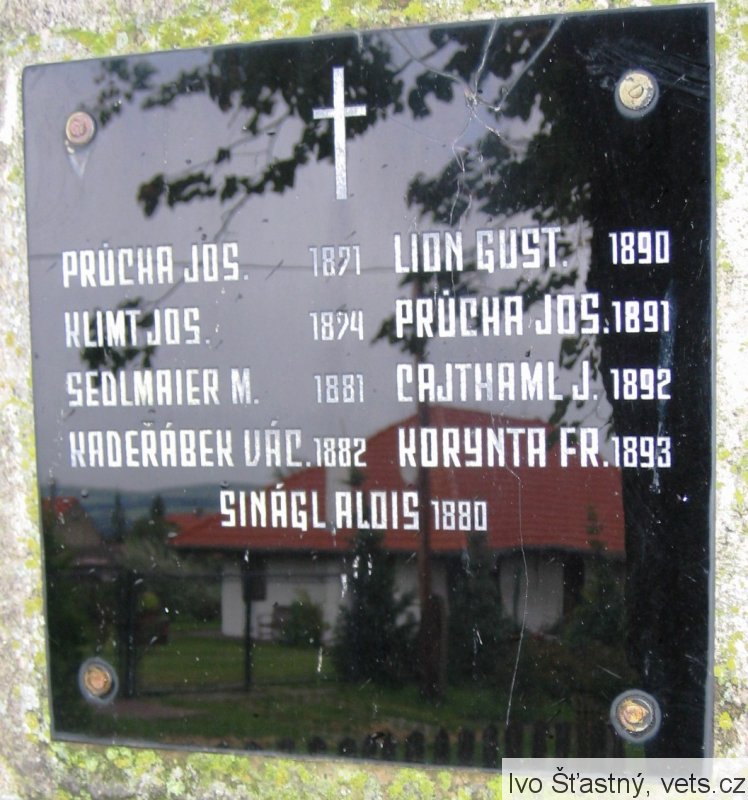 PRŮCHA JOS. 1871 LION GUST. 1890
KLIMT JOS. 1874 PRŮCHA JOS. 1891
SEDLMAIER M. 1881 CAJTHAML J. 1892
KADEŘÁBEK VÁC. 1882 KORYNTA FR. 1893
SINÁGL ALOIS 1880
Ivo Šťastný, vets.cz